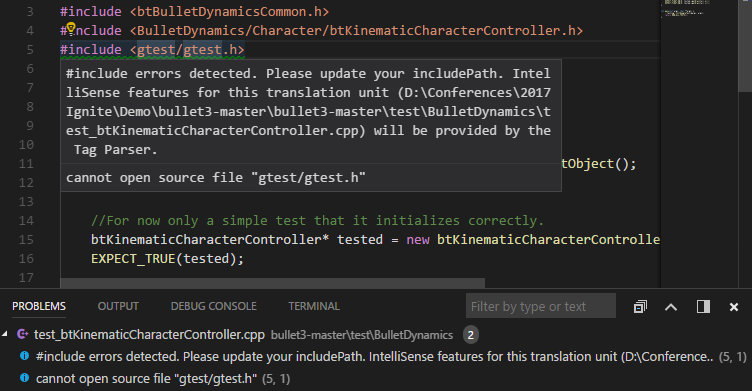 3 #include <btBulletDynamicsCommon.h>
4 #include <BulletDynamics/Character/btKinematicCharacterController.h>
5 #include <gtest/gtest.h>
6
#include errors detected. Please update your includePath. Intel
7
liSense features for this translation unit (D:\Conferences\2017
8
Ignite\Demo\bullet3-master\bullet3-master\test\BulletDynamics\t
9
est_btKinematicCharacterController.cpp) will be provided by the
10
Tag Parser.
11 tObject();
cannot open source file "gtest/gtest.h"
12
13
14 //For now only a simple test that it initializes correctly.
15 btKinematicCharacterController* tested = new btKinematicCharacterControlle
16 EXPECT_TRUE(tested);
17
PROBLEMS OUTPUT DEBUG CONSOLE TERMINAL Filter by type or text
test_btKinematicCharacterController.cpp bullet3-master\test\BulletDynamics 2
#include errors detected. Please update your includePath. IntelliSense features for this translation unit (D:\Conference.. (5, 1)
cannot open source file "gtest/gtest.h" (5, 1)